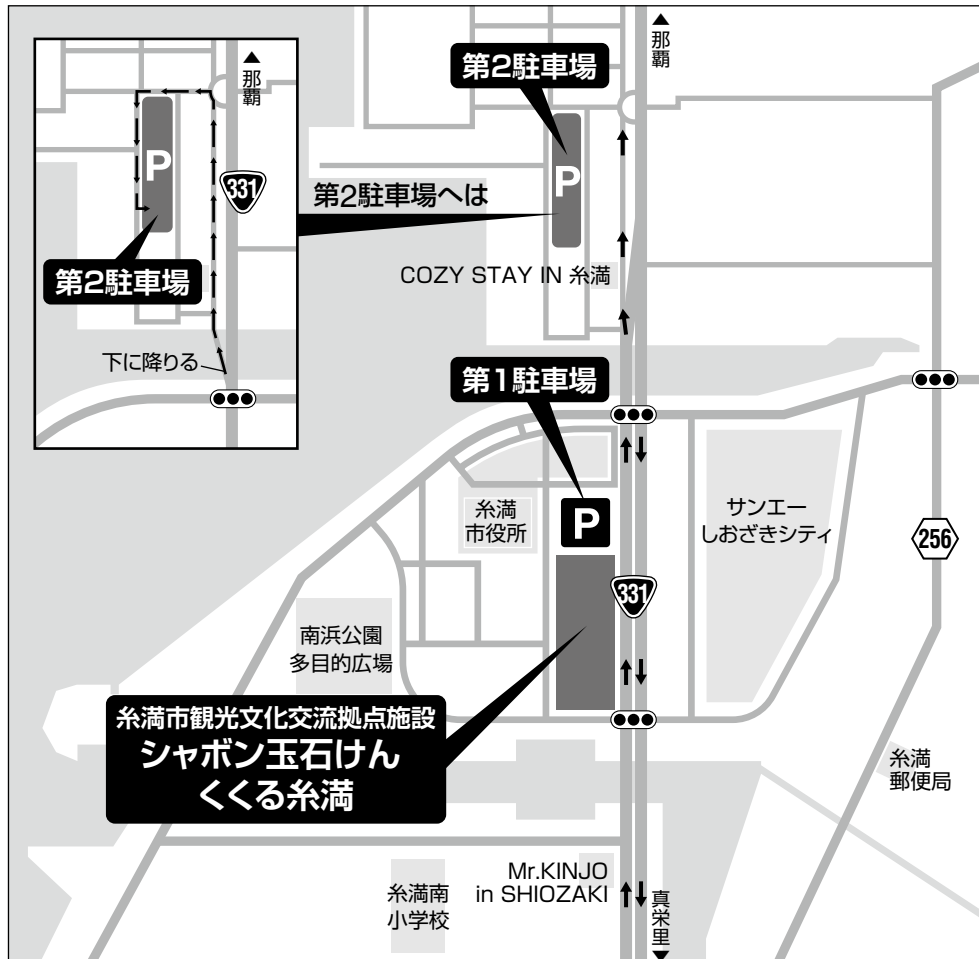 那覇
P
331
第2駐車場
下に降りる
第2駐車場へは
那覇
第2駐車場
P
COZY STAY IN 糸満
第1駐車場
P
糸満
市役所
サンエー
しおざきシティ
256
331
南浜公園
多目的広場
糸満市観光文化交流拠点施設
シャボン玉石けん
くくる糸満
糸満
郵便局
Mr.KINJO
in SHIOZAKI
糸満南
小学校
真栄里